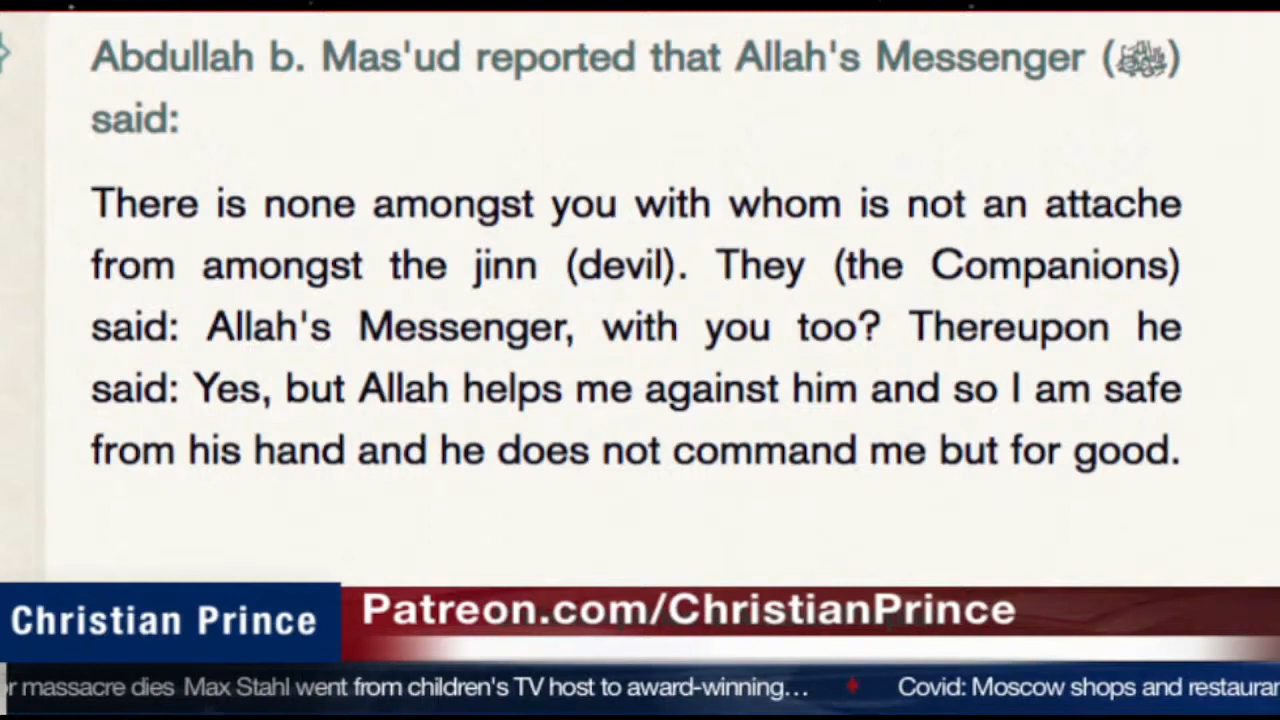 Abdullah b. Mas'ud reported that Allah's Messenger (ﷺ)
said:
There is none amongst you with whom is not an attache
from amongst the jinn (devil). They (the Companions)
said: Allah's Messenger, with you too? Thereupon he
said: Yes, but Allah helps me against him and so I am safe
from his hand and he does not command me but for good.
Christian Prince
Patreon.com/ChristianPrince
r massacre dies Max Stahl went from children's TV host to award-winning... Covid: Moscow shops and restauran